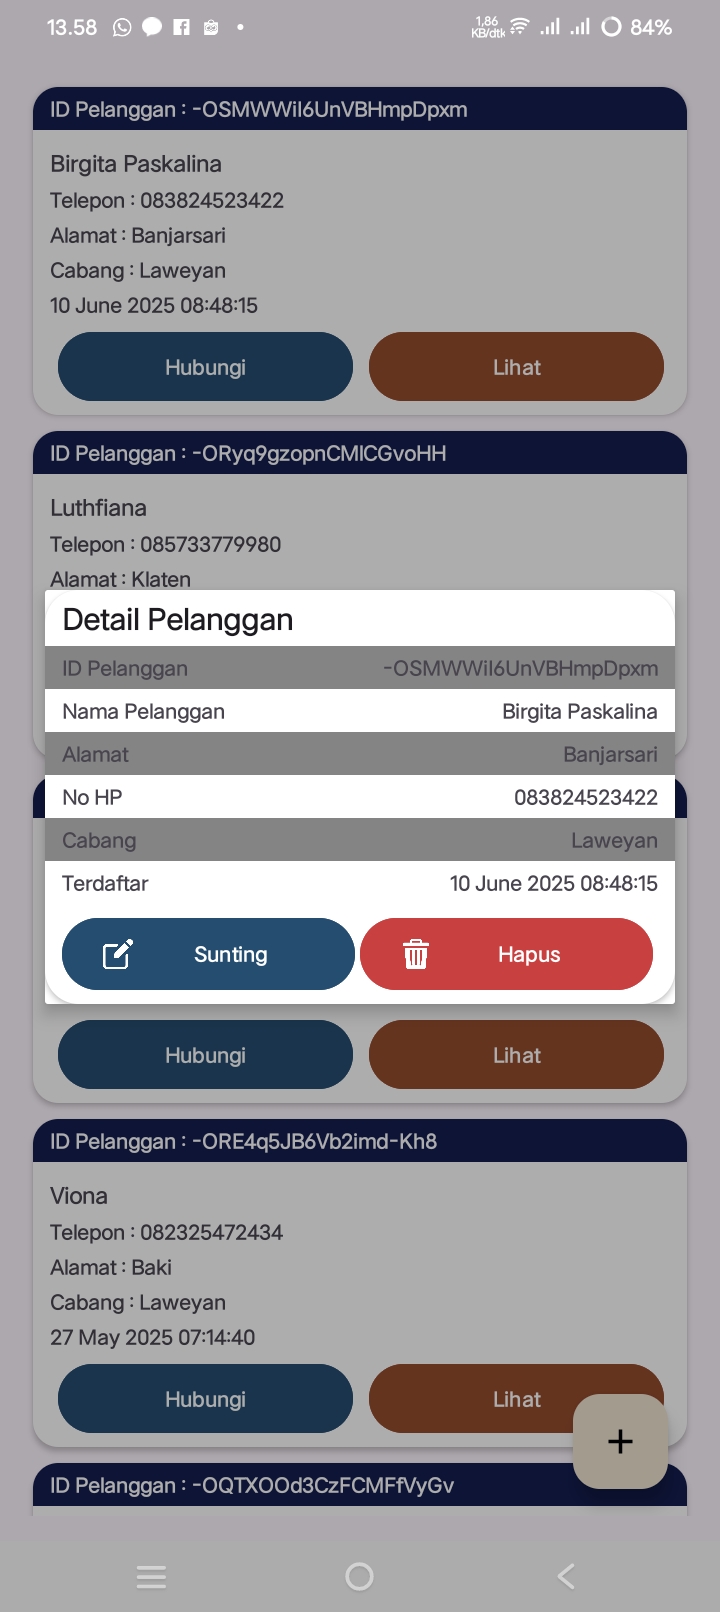 13.58
1,86
KB/dtk
84%
ID Pelanggan : -OSMWWiI6UnVBHmpDpxm
Birgita Paskalina
Telepon : 083824523422
Alamat : Banjarsari
Cabang : Laweyan
10 June 2025 08:48:15
Hubungi Lihat
ID Pelanggan : -ORyq9gzopnCMICGvoHH
Luthfiana
Telepon : 085733779980
Alamat : Klaten
Detail Pelanggan
ID Pelanggan -OSMWWiI6UnVBHmpDpxm
Nama Pelanggan Birgita Paskalina
Alamat Banjarsari
No HP 083824523422
Cabang Laweyan
Terdaftar 10 June 2025 08:48:15
Sunting Hapus
Hubungi Lihat
ID Pelanggan : -ORE4q5JB6Vb2imd-Kh8
Viona
Telepon : 082325472434
Alamat : Baki
Cabang : Laweyan
27 May 2025 07:14:40
Hubungi Lihat
+
ID Pelanggan : -OQTXOOd3CzFCMFfVyGv